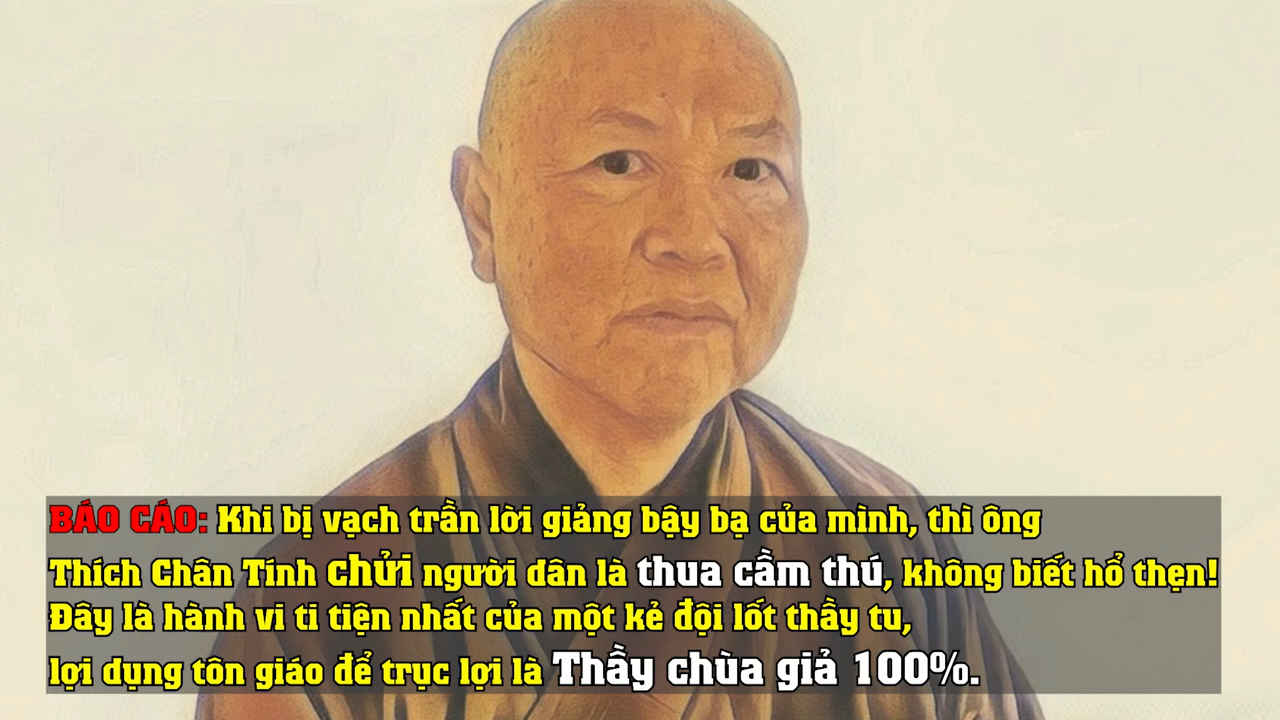 BÁO CÁO: Khi bị vạch trần lời giảng bậy bạ của mình, thì ông
Thích Chân Tính chửi người dân là thua cầm thú, không biết hổ thẹn!
Đây là hành vi ti tiện nhất của một kẻ đội lốt thầy tu,
lợi dụng tôn giáo để trục lợi là Thầy chùa giả 100%.